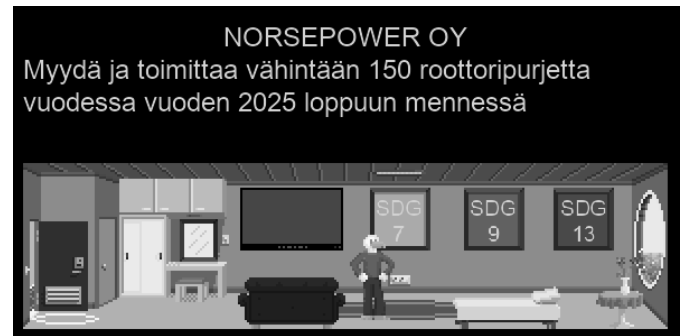 NORSEPOWER OY
Myydä ja toimittaa vähintään 150 roottoripurjetta
vuodessa vuoden 2025 loppuun mennessä
SDG
7
SDG
9
SDG
13